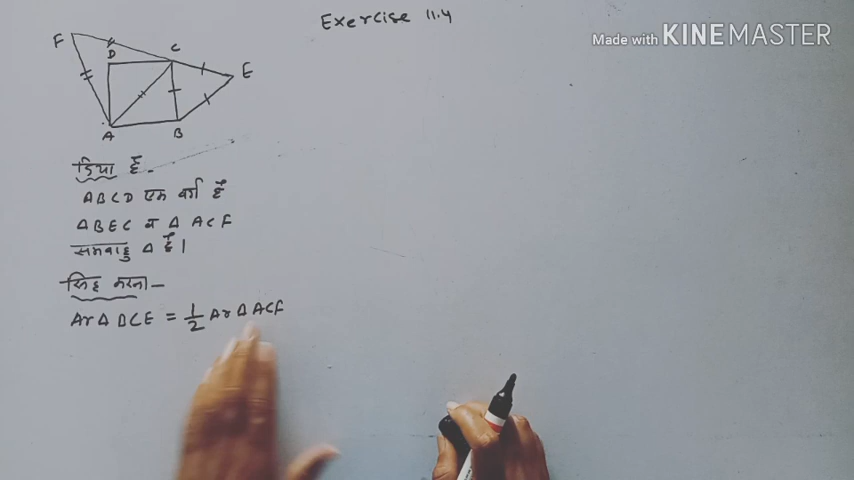 Exercise 11.4
Made with KINEMASTER
F
D
C
E
A
B
दिया है -
ABCD एक वर्ग है
Δ BEC व Δ ACF
समबाहु Δ है।
सिद्ध करना -
Ar Δ BCE = 1/2 Ar Δ ACF